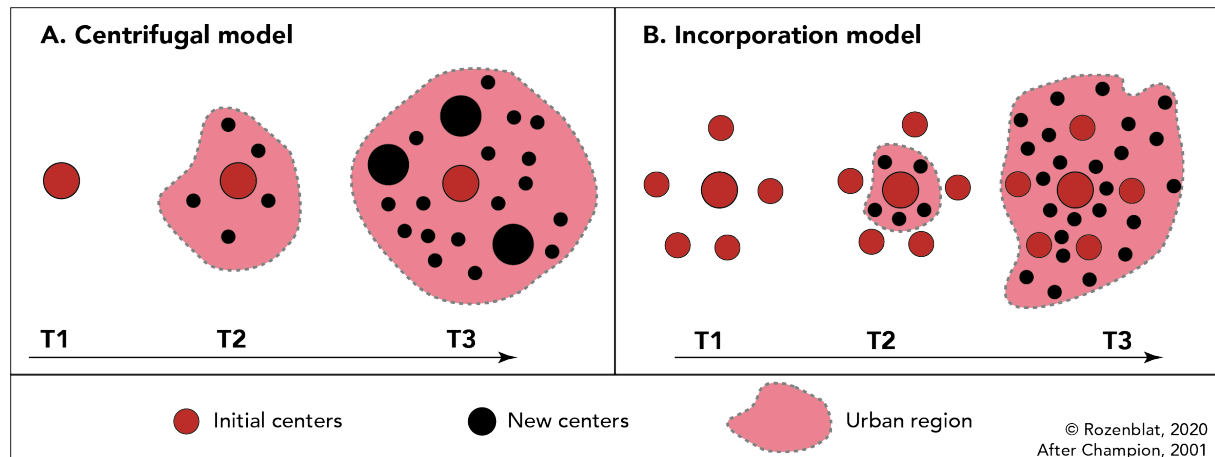 A. Centrifugal model
T1
T2
T3
B. Incorporation model
T1
T2
T3
Initial centers
New centers
Urban region
© Rozenblat, 2020
After Champion, 2001